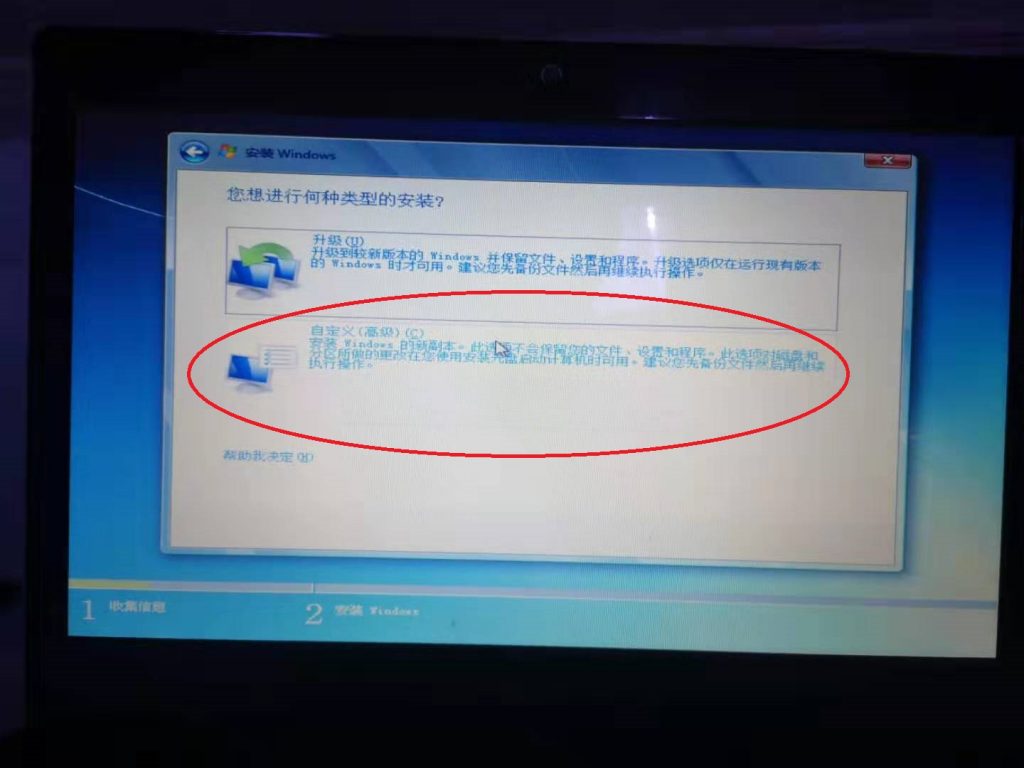 安装 Windows
您想进行何种类型的安装?
升级(U)
升级到较新版本的 Windows 并保留文件、设置和程序。升级选项仅在运行现有版本
的 Windows 时才可用。建议您先备份文件然后再继续执行操作。
自定义(高级)(C)
安装 Windows 的新副本。此选项不会保留您的文件、设置和程序。此选项对磁盘和
分区所做的更改在您使用安装光盘启动计算机时可用。建议您先备份文件然后再继续
执行操作。
帮助我决定(H)
1 收集信息
2 安装 Windows